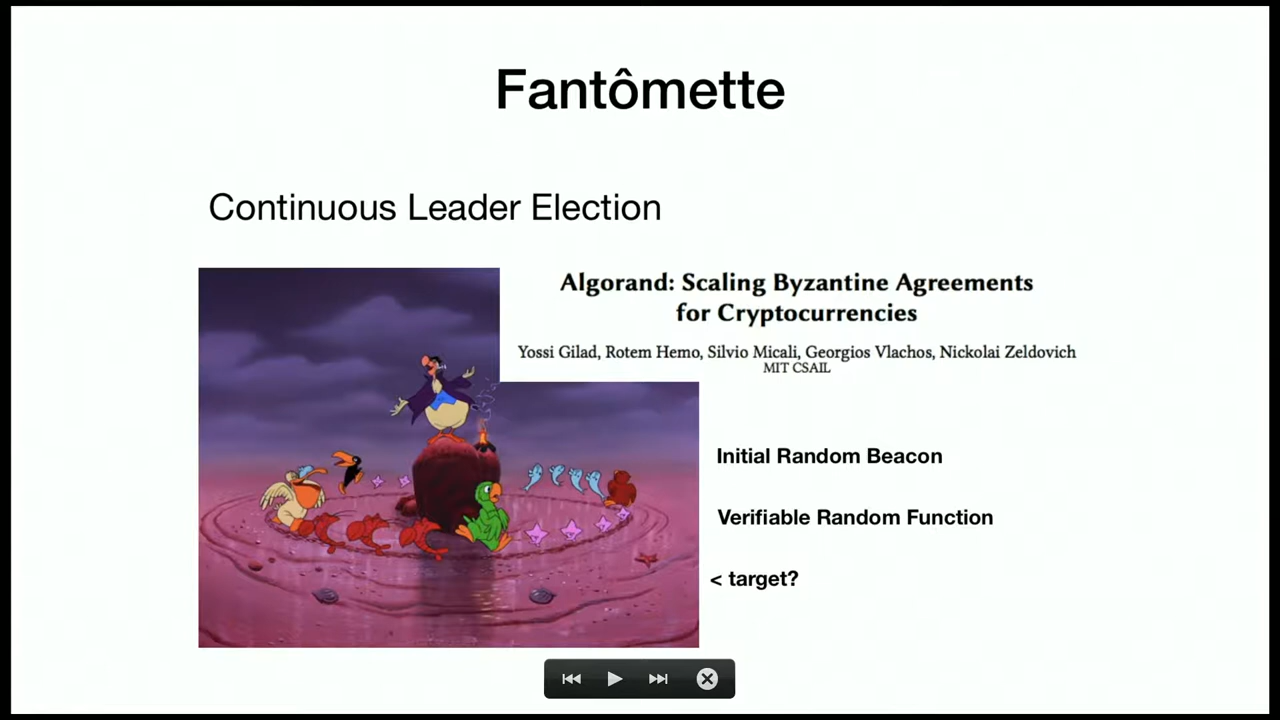 Fantômette
Continuous Leader Election
Algorand: Scaling Byzantine Agreements
for Cryptocurrencies
Yossi Gilad, Rotem Hemo, Silvio Micali, Georgios Vlachos, Nickolai Zeldovich
MIT CSAIL
Initial Random Beacon
Verifiable Random Function
< target?